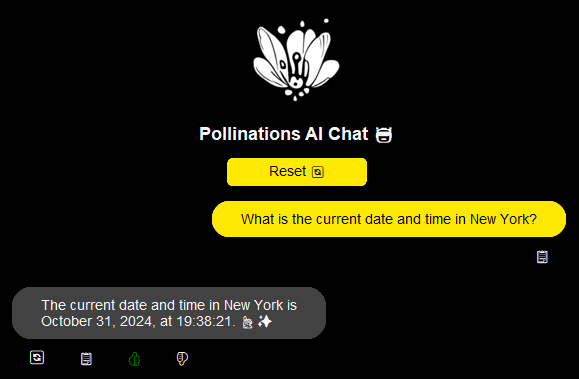 Pollinations AI Chat
Reset
What is the current date and time in New York?
The current date and time in New York is
October 31, 2024, at 19:38:21.